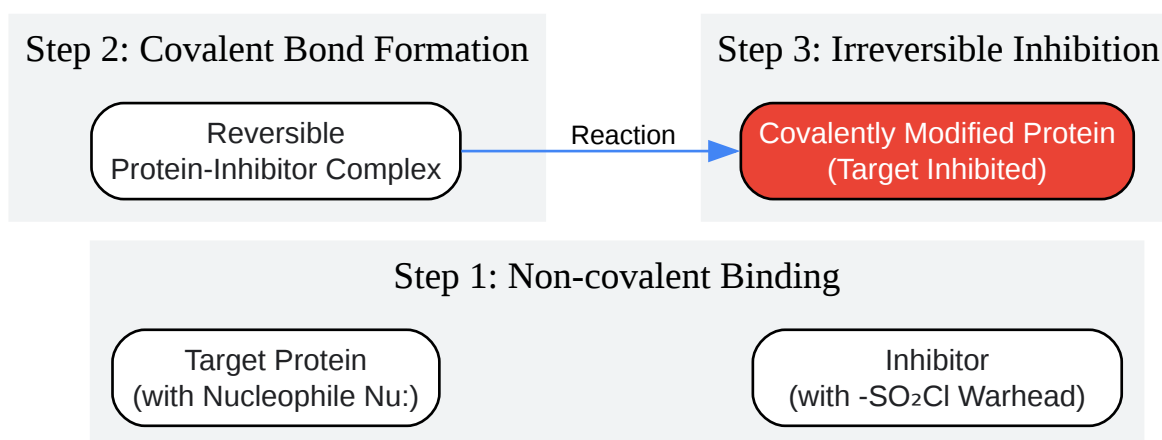 Step 2: Covalent Bond Formation
Reversible
Protein-Inhibitor Complex
Reaction
Step 3: Irreversible Inhibition
Covalently Modified Protein
(Target Inhibited)
Step 1: Non-covalent Binding
Target Protein
(with Nucleophile Nu:)
Inhibitor
(with -SO₂Cl Warhead)